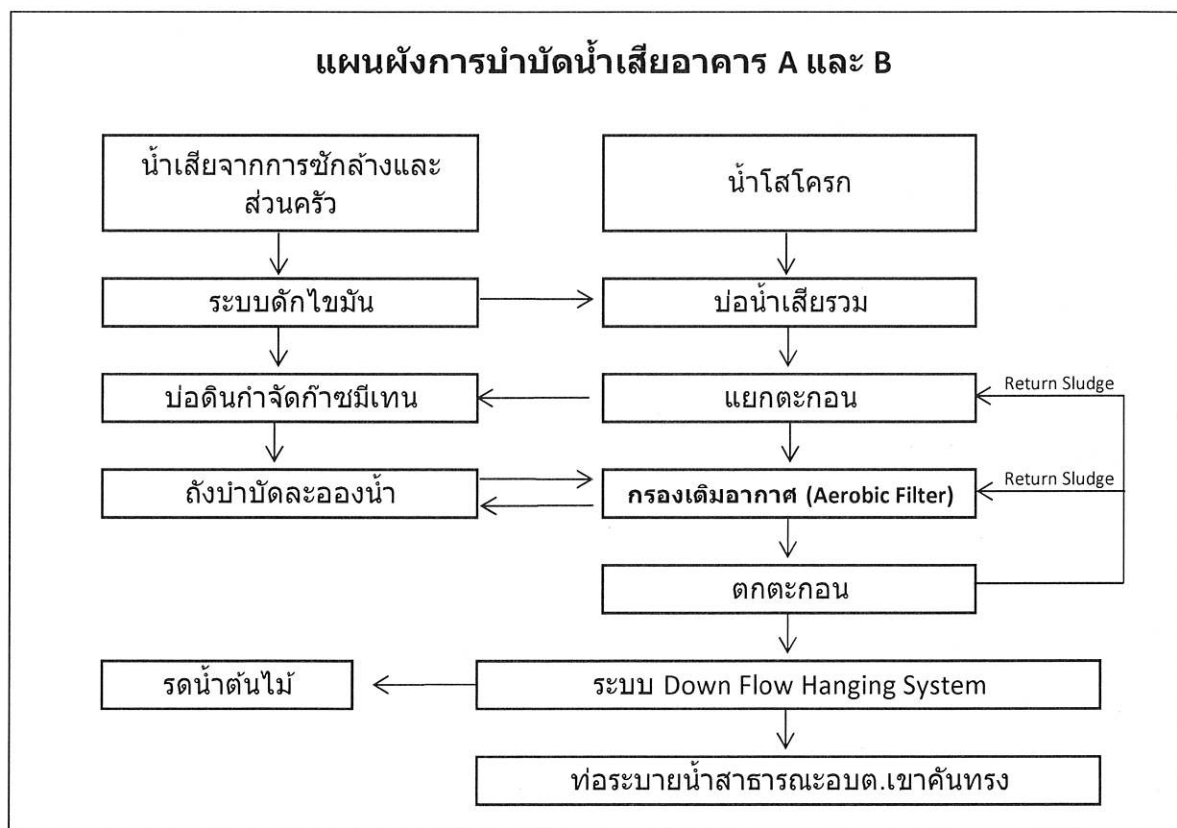 แผนผังการบำบัดน้ำเสียอาคาร A และ B
น้ำเสียจากการซักล้างและ
ส่วนครัว
น้ำโสโครก
ระบบดักไขมัน
บ่อน้ำเสียรวม
บ่อดินกำจัดก๊าซมีเทน
แยกตะกอน
Return Sludge
ถังบำบัดละอองน้ำ
กรองเติมอากาศ (Aerobic Filter)
Return Sludge
ตกตะกอน
รดน้ำต้นไม้
ระบบ Down Flow Hanging System
ท่อระบายน้ำสาธารณะอบต.เขาคันทรง